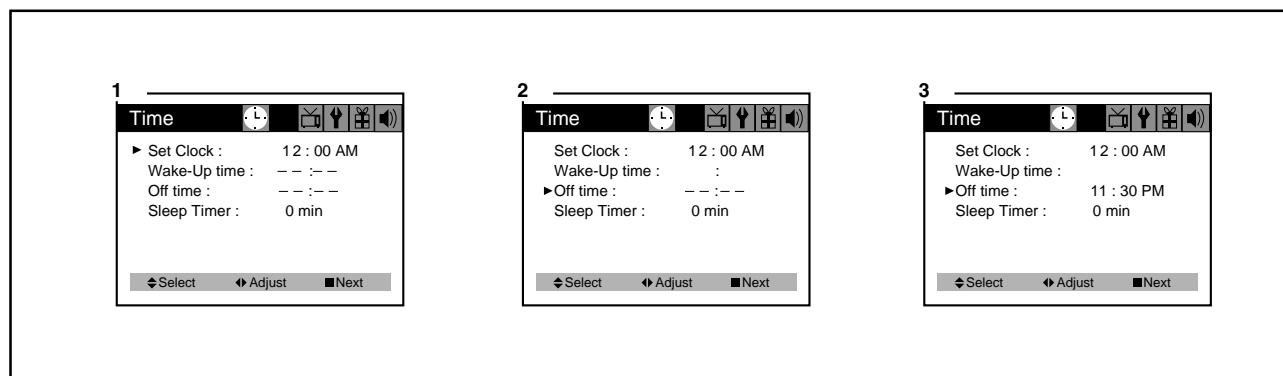 1
Time
► Set Clock : 12 : 00 AM
Wake-Up time : – – :– –
Off time : – – :– –
Sleep Timer : 0 min
Select Adjust Next
2
Time
Set Clock : 12 : 00 AM
Wake-Up time : :
►Off time : – – :– –
Sleep Timer : 0 min
Select Adjust Next
3
Time
Set Clock : 12 : 00 AM
Wake-Up time :
►Off time : 11 : 30 PM
Sleep Timer : 0 min
Select Adjust Next